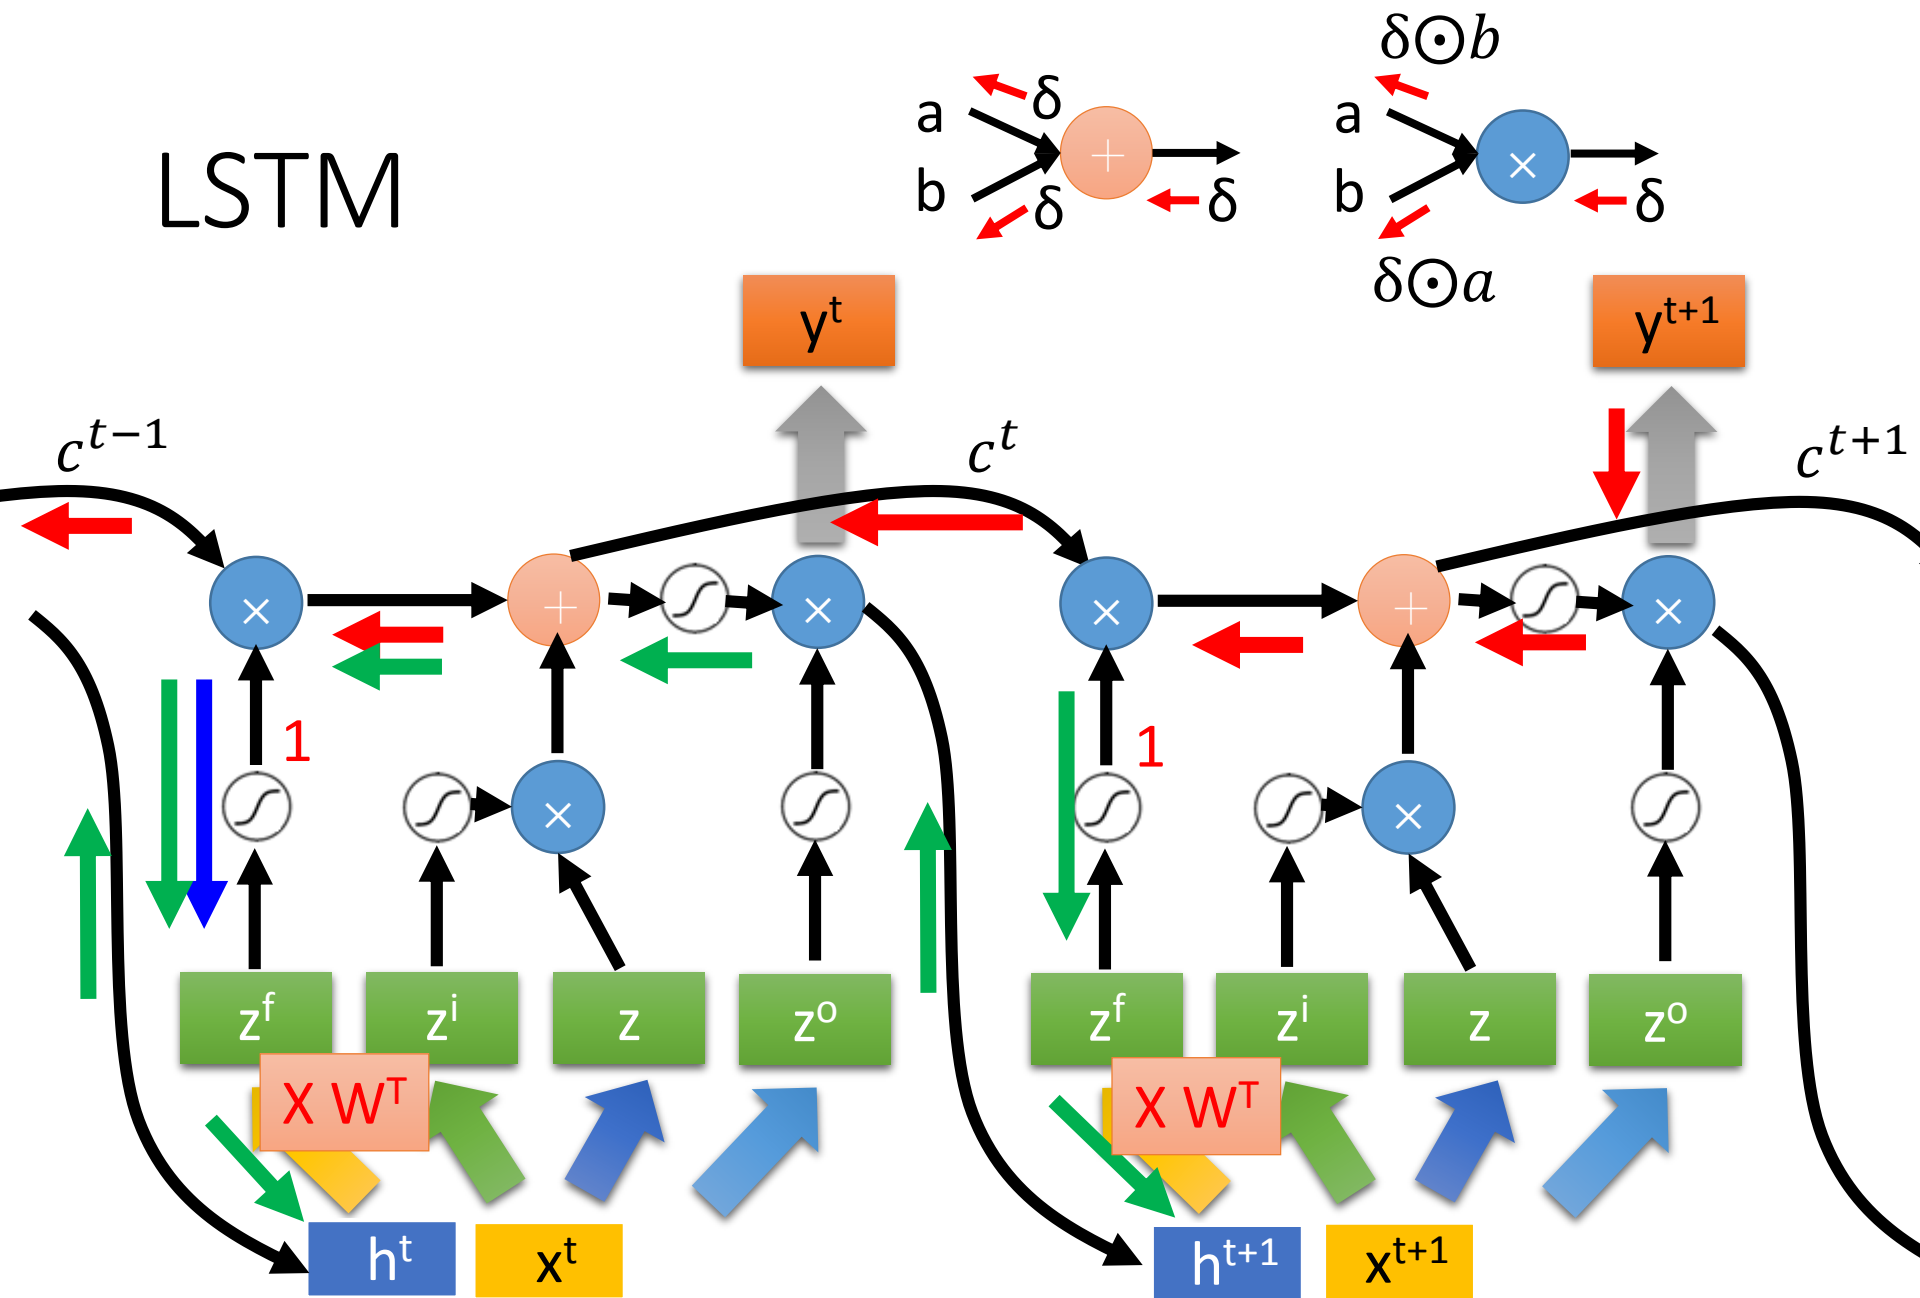 δ⊙b
δ
a
+
b
δ
δ
a
×
b
δ
δ⊙a
LSTM
y^t
y^{t+1}
c^{t−1}
c^t
c^{t+1}
×
+
×
×
+
×
1
1
×
×
z^f
z^i
z
z^o
z^f
z^i
z
z^o
X W^T
X W^T
h^t
x^t
h^{t+1}
x^{t+1}